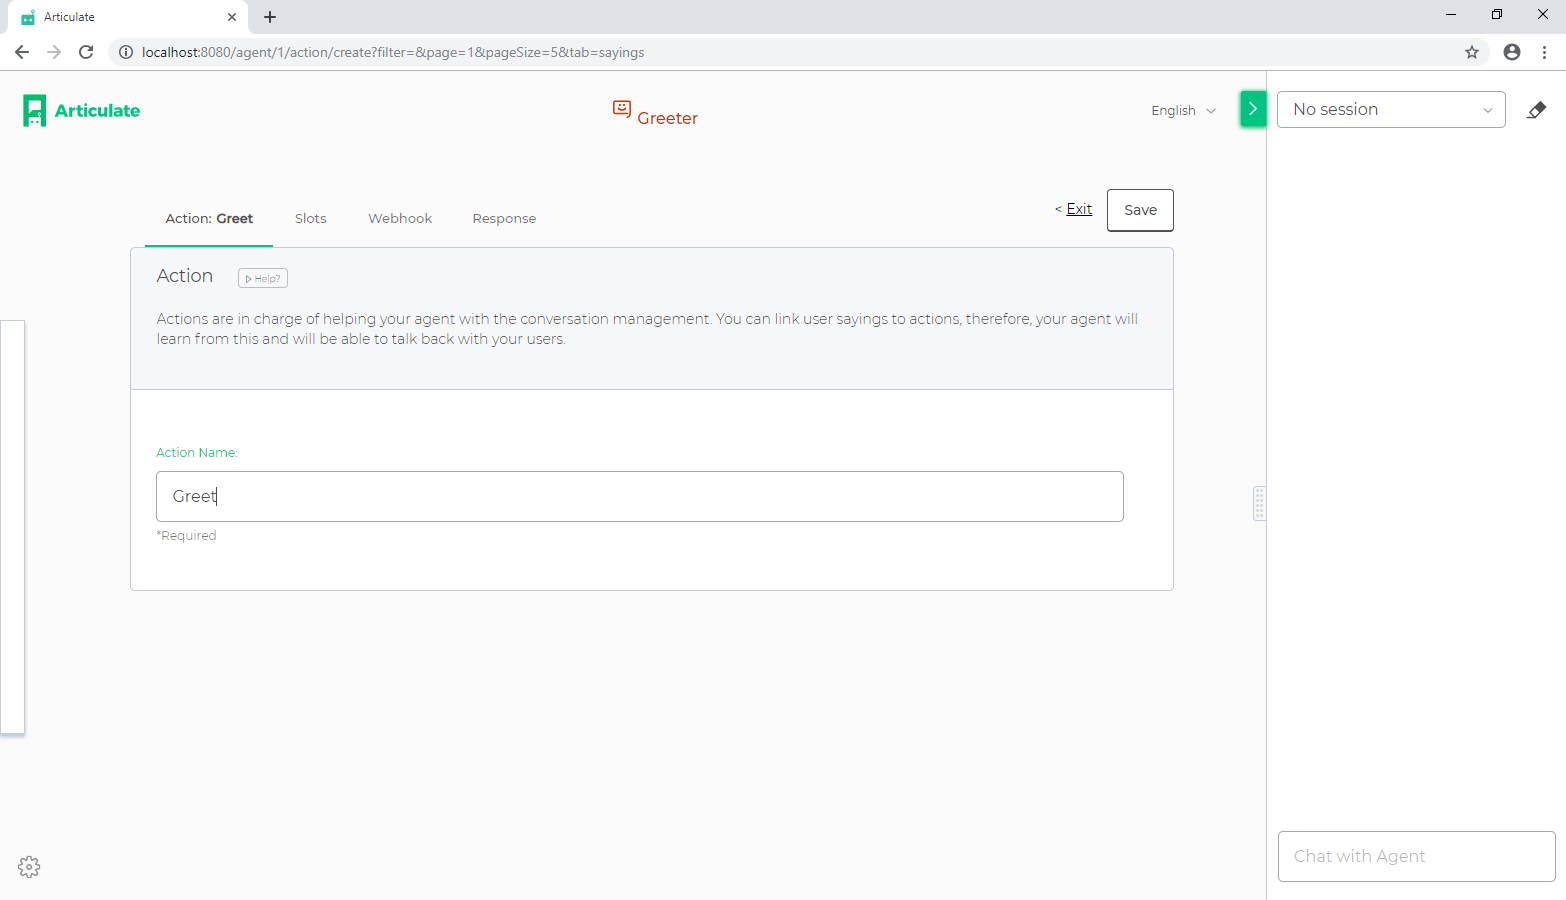 Articulate
localhost:8080/agent/1/action/create?filter=&page=1&pageSize=5&tab=sayings
Articulate
Greeter
English
No session
Action: Greet
Slots
Webhook
Response
< Exit
Save
Action
Help?
Actions are in charge of helping your agent with the conversation management. You can link user sayings to actions, therefore, your agent will
learn from this and will be able to talk back with your users.
Action Name:
Greet
*Required
Chat with Agent